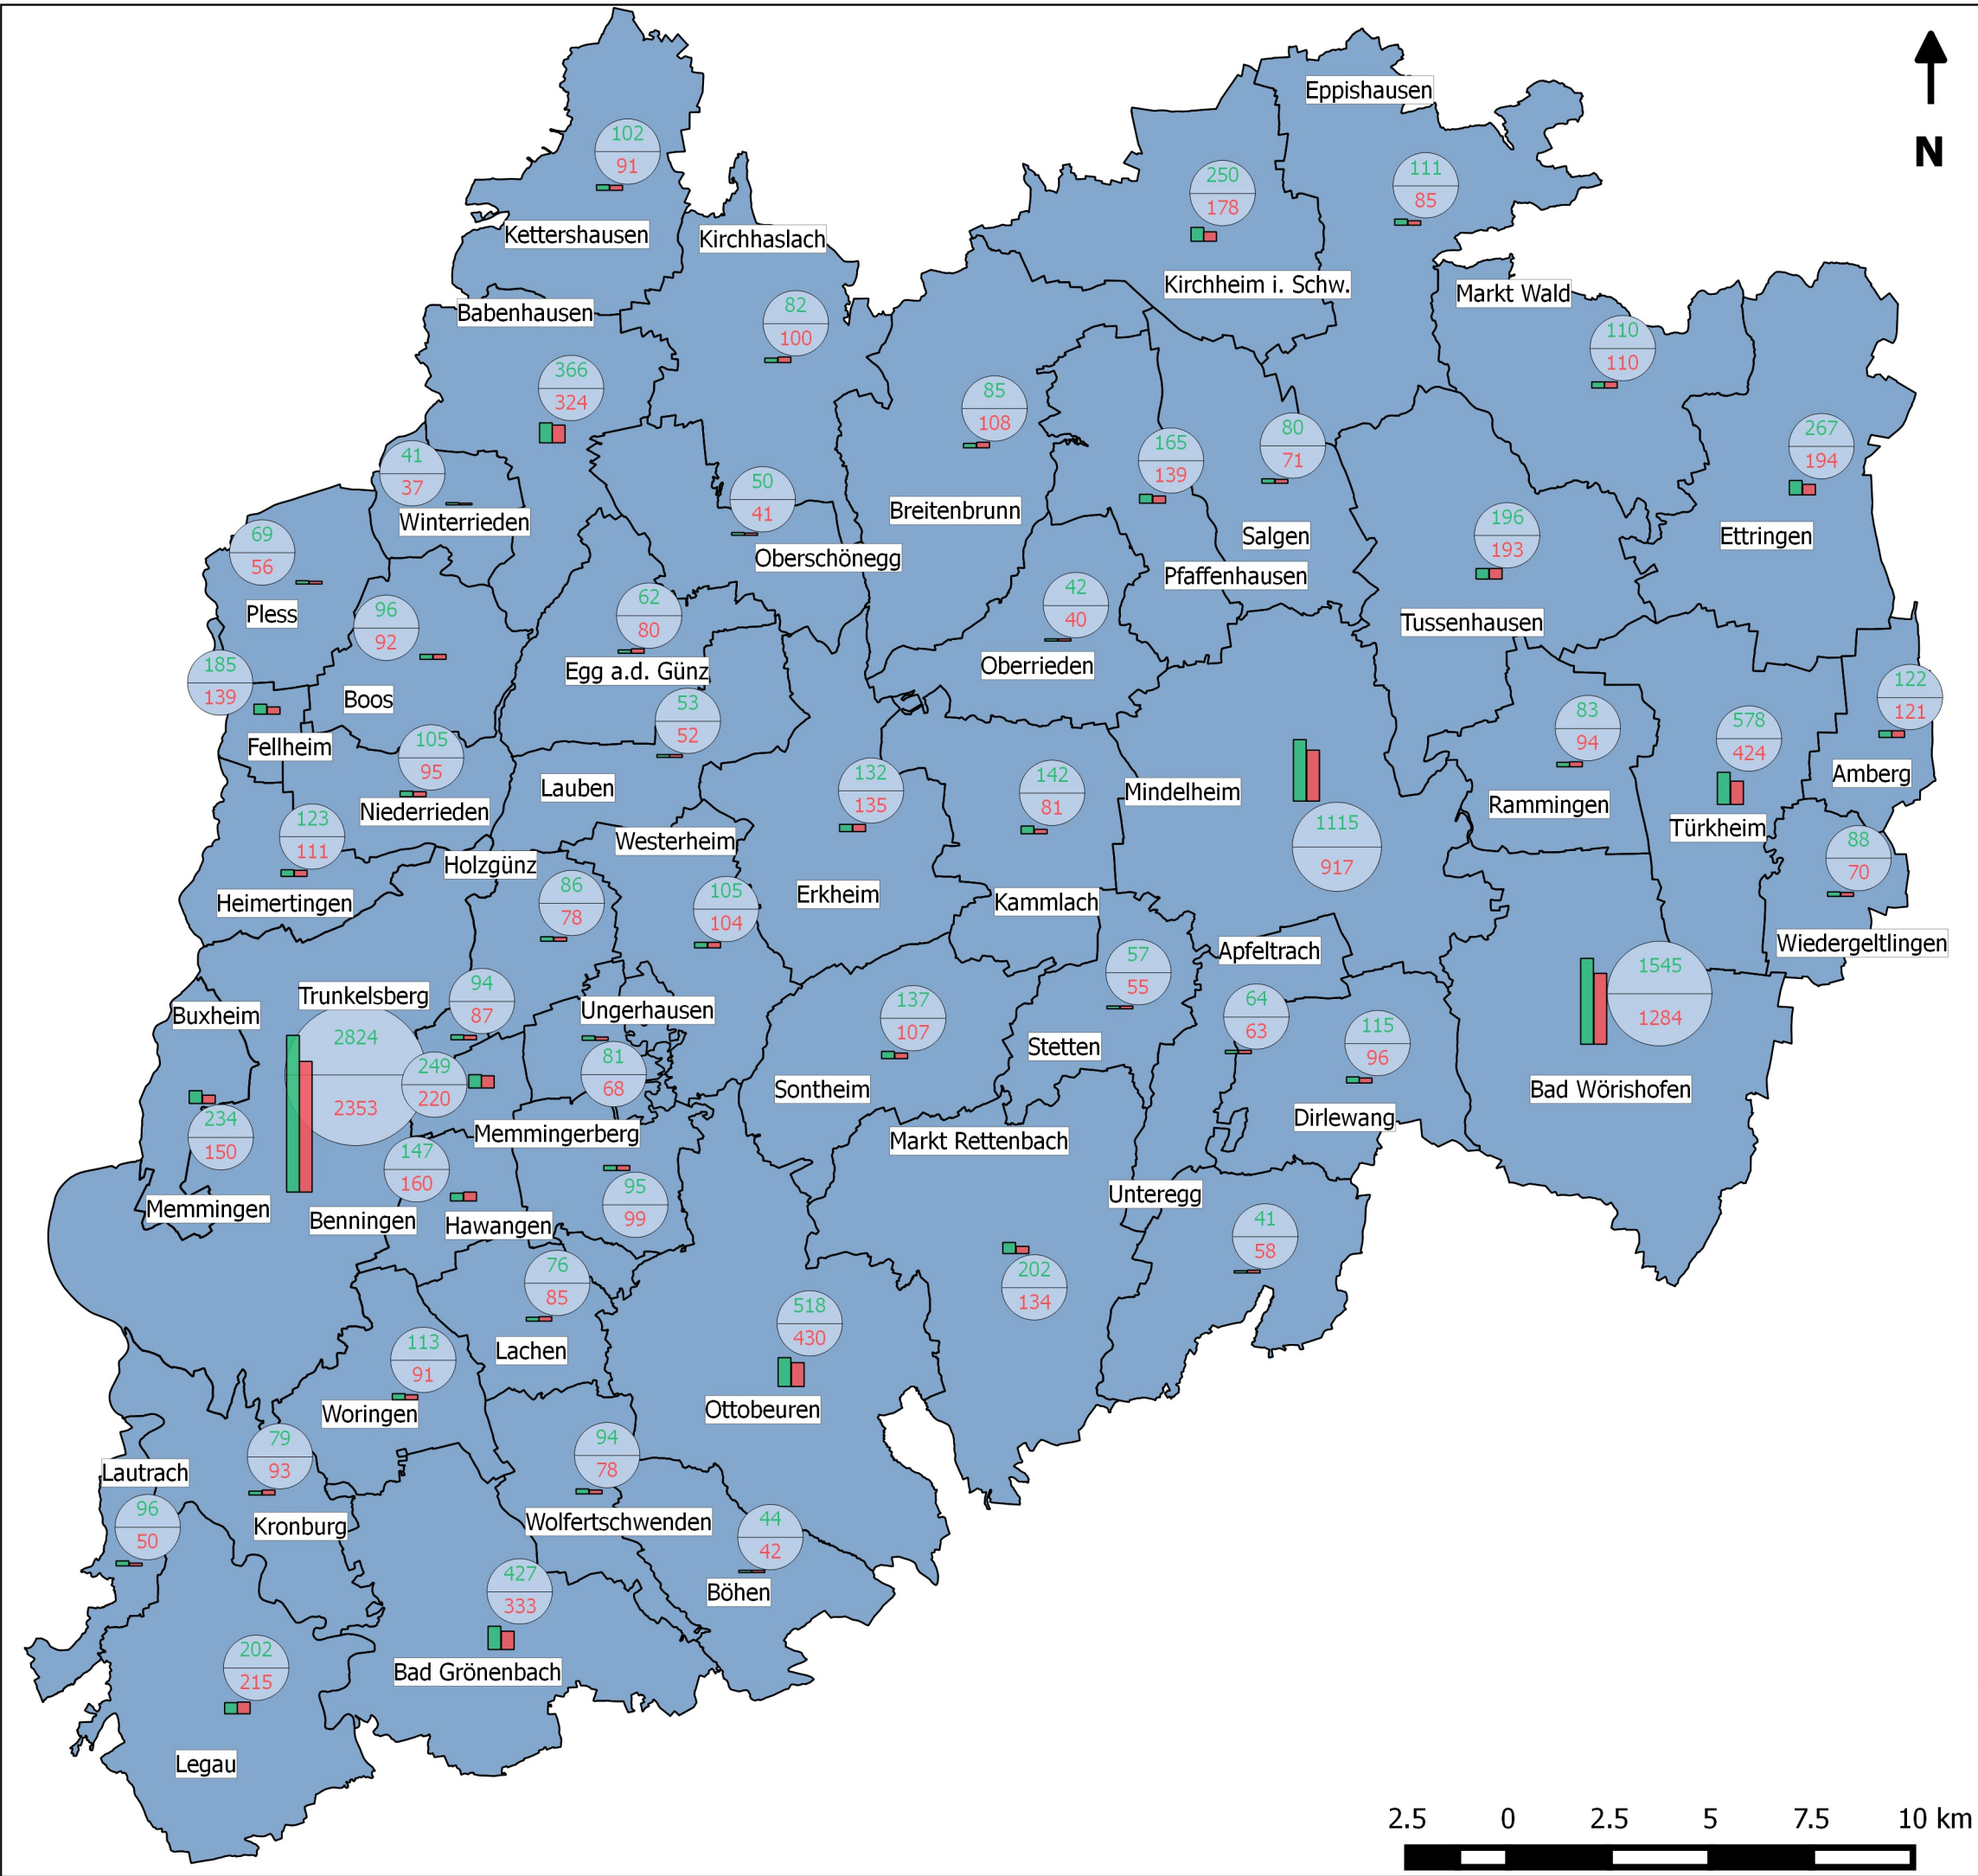 Eppishausen
N
102
91
250
178
111
85
Kettershausen
Kirchhaslach
Kirchheim i. Schw.
Markt Wald
Babenhausen
82
100
110
110
366
324
85
108
165
139
80
71
267
194
41
37
Winterrieden
50
41
Breitenbrunn
Salgen
196
193
Ettringen
69
56
Oberschönegg
Pfaffenhausen
Pless
96
92
62
80
42
40
Tussenhausen
185
139
Boos
Egg a.d. Günz
Oberrieden
122
121
Fellheim
105
95
53
52
83
94
578
424
Lauben
132
135
142
81
Mindelheim
Amberg
Niederrieden
Rammingen
123
111
Westerheim
1115
917
Türkheim
Holzgünz
88
70
Heimertingen
86
78
105
104
Erkheim
Kammlach
Apfeltrach
Wiedergeltlingen
57
55
1545
1284
Buxheim
Trunkelsberg
94
87
Ungerhausen
137
107
64
63
115
96
2824
2353
249
220
81
68
Stetten
Sontheim
Bad Wörishofen
234
150
Memmingerberg
Markt Rettenbach
Dirlewang
147
160
95
99
Unteregg
Memmingen
Benningen
Hawangen
41
58
76
85
202
134
518
430
113
91
Lachen
Woringen
Ottobeuren
79
93
94
78
Lautrach
96
50
Kronburg
Wolfertschwenden
44
42
427
333
Böhen
202
215
Bad Grönenbach
Legau
2.5 0 2.5 5 7.5 10 km